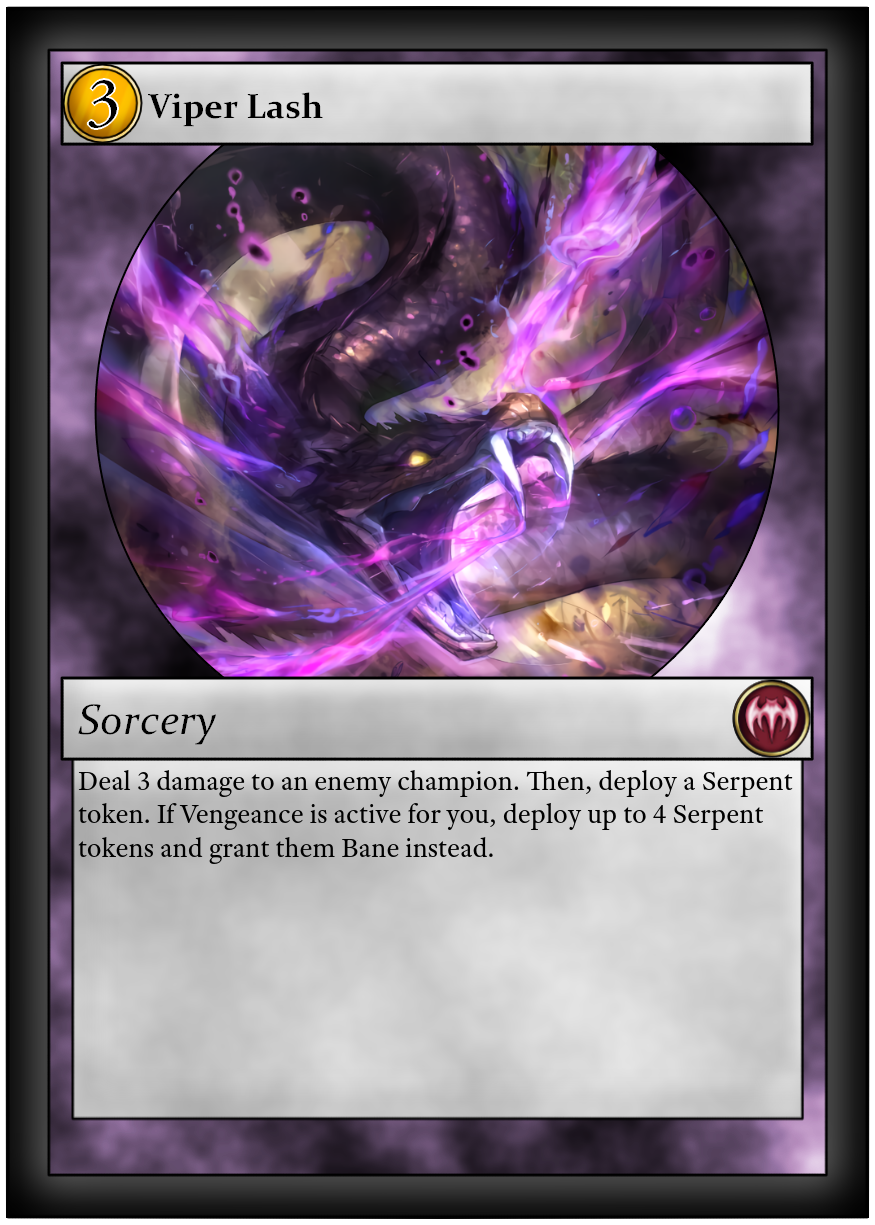 3 Viper Lash
Sorcery
Deal 3 damage to an enemy champion. Then, deploy a Serpent
token. If Vengeance is active for you, deploy up to 4 Serpent
tokens and grant them Bane instead.